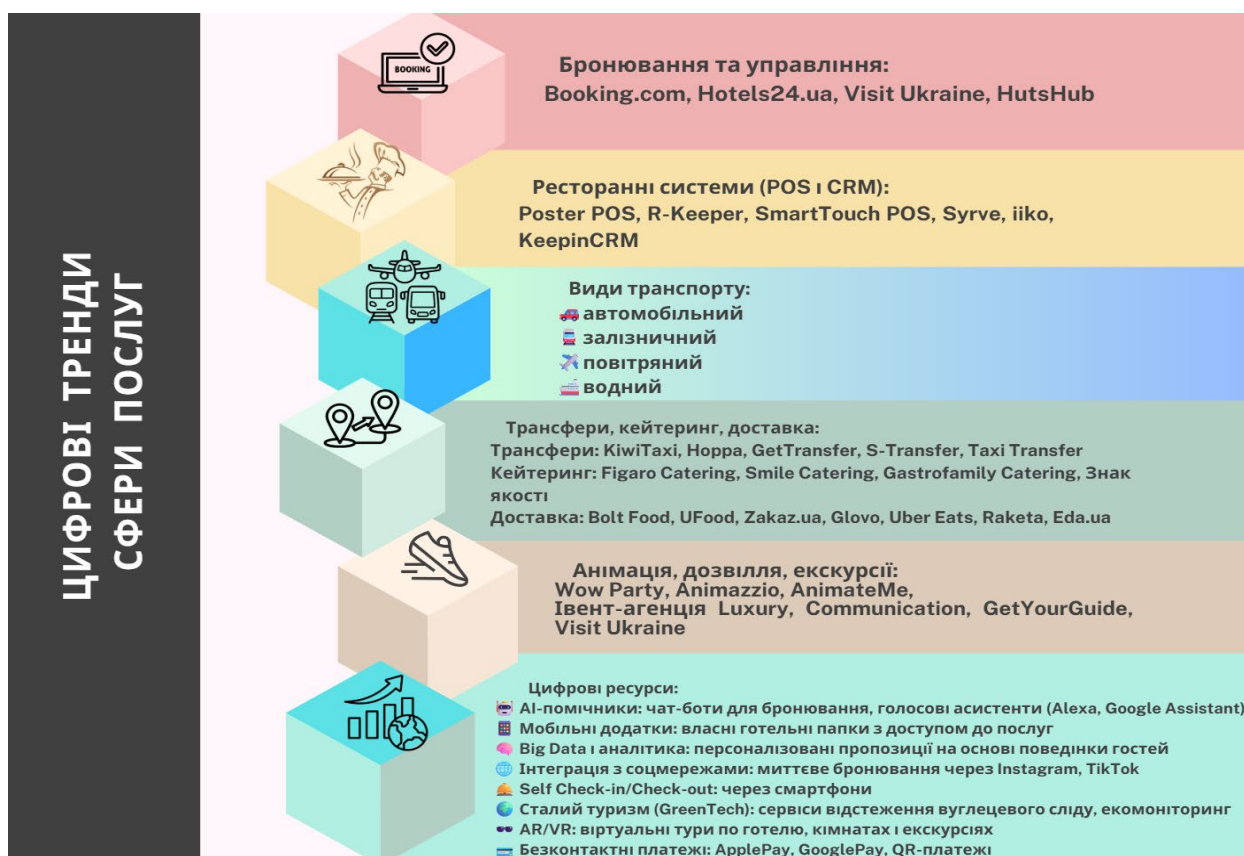 ЦИФРОВІ ТРЕНДИ
СФЕРИ ПОСЛУГ
BOOKING
Бронювання та управління:
Booking.com, Hotels24.ua, Visit Ukraine, HutsHub
Ресторанні системи (POS і CRM):
Poster POS, R-Keeper, SmartTouch POS, Syrve, iiko,
KeepinCRM
Види транспорту:
автомобільний
залізничний
повітряний
водний
Трансфери, кейтеринг, доставка:
Трансфери: KiwiTaxi, Hoppa, GetTransfer, S-Transfer, Taxi Transfer
Кейтеринг: Figaro Catering, Smile Catering, Gastrofamily Catering, Знак
якості
Доставка: Bolt Food, UFood, Zakaz.ua, Glovo, Uber Eats, Raketa, Eda.ua
Анімація, дозвілля, екскурсії:
Wow Party, Animazzio, AnimateMe,
Івент-агенція Luxury, Communication, GetYourGuide,
Visit Ukraine
Цифрові ресурси:
AI-помічники: чат-боти для бронювання, голосові асистенти (Alexa, Google Assistant)
Мобільні додатки: власні готельні папки з доступом до послуг
Big Data і аналітика: персоналізовані пропозиції на основі поведінки гостей
Інтеграція з соцмережами: миттєве бронювання через Instagram, TikTok
Self Check-in/Check-out: через смартфони
Сталий туризм (GreenTech): сервіси відстеження вуглецевого сліду, екомоніторинг
AR/VR: віртуальні тури по готелю, кімнатах і екскурсіях
Безконтактні платежі: ApplePay, GooglePay, QR-платежі